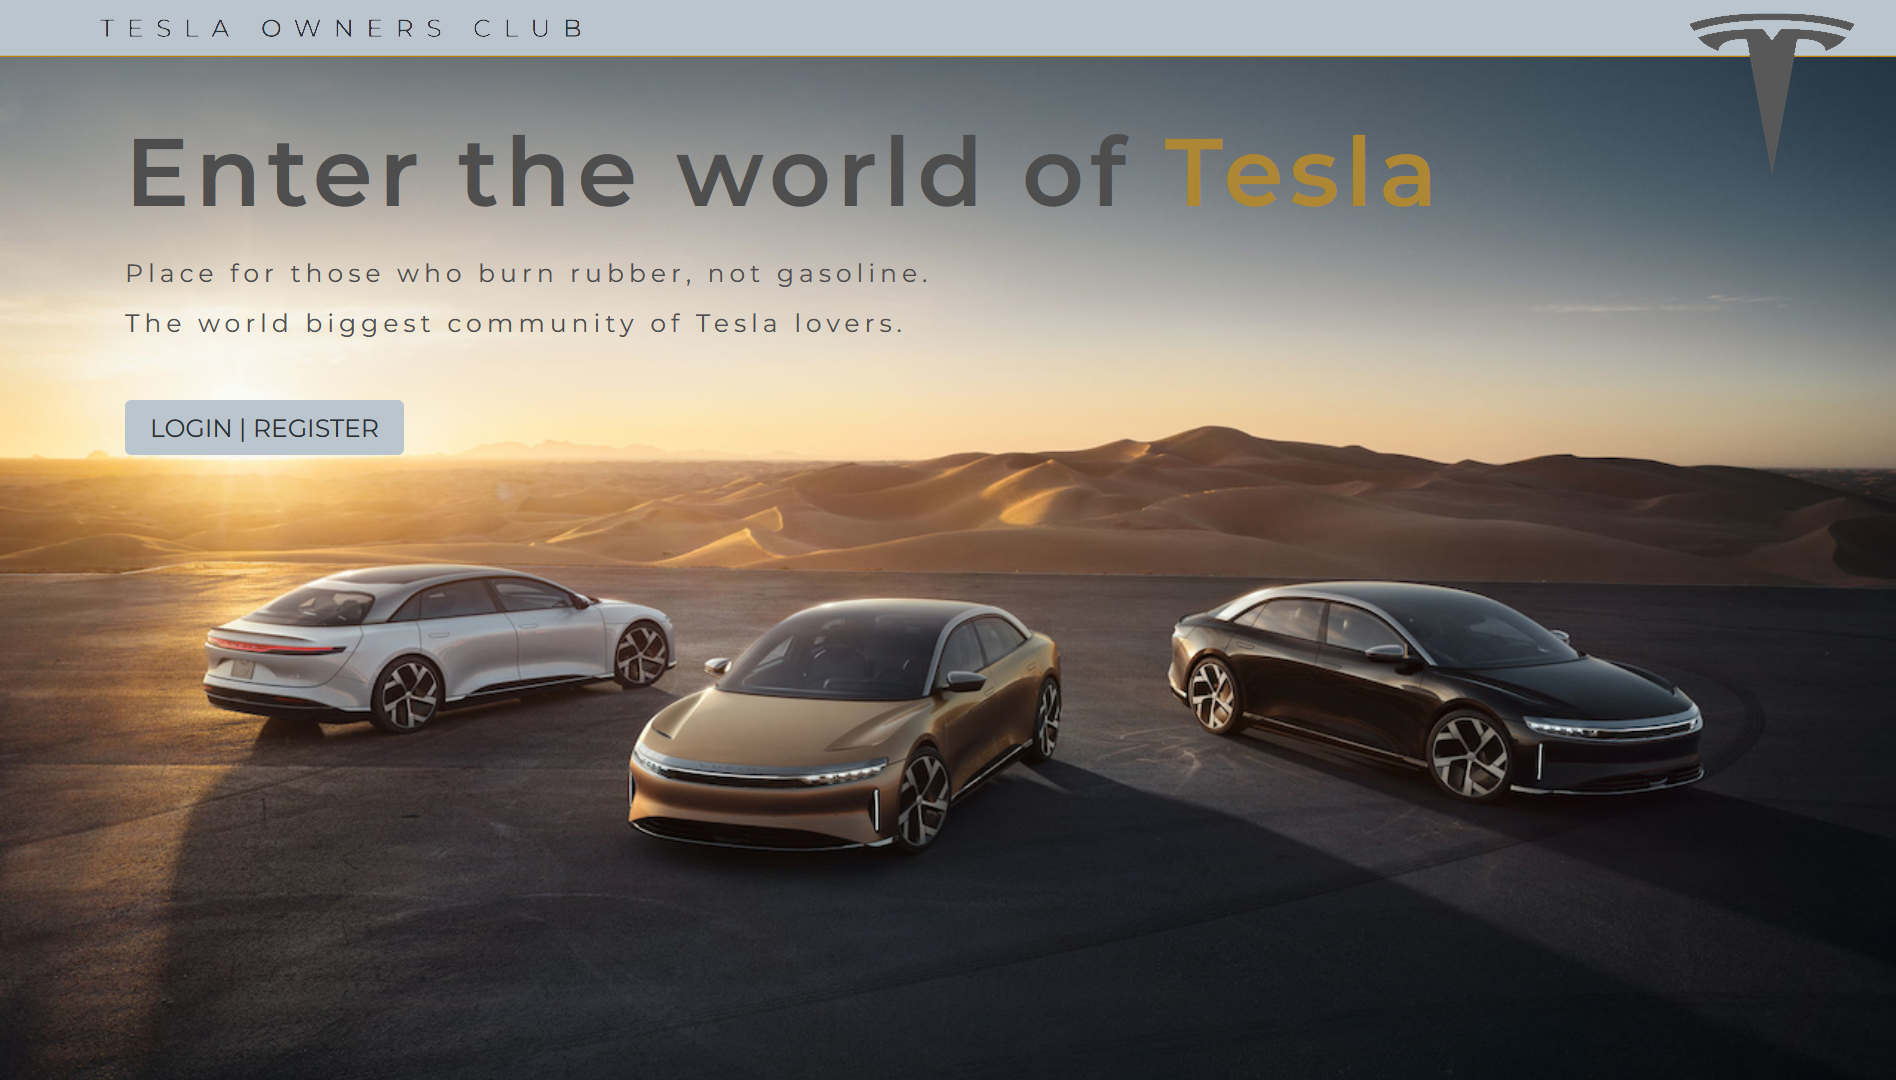 TESLA OWNERS CLUB
Enter the world of Tesla
Place for those who burn rubber, not gasoline.
The world biggest community of Tesla lovers.
LOGIN | REGISTER